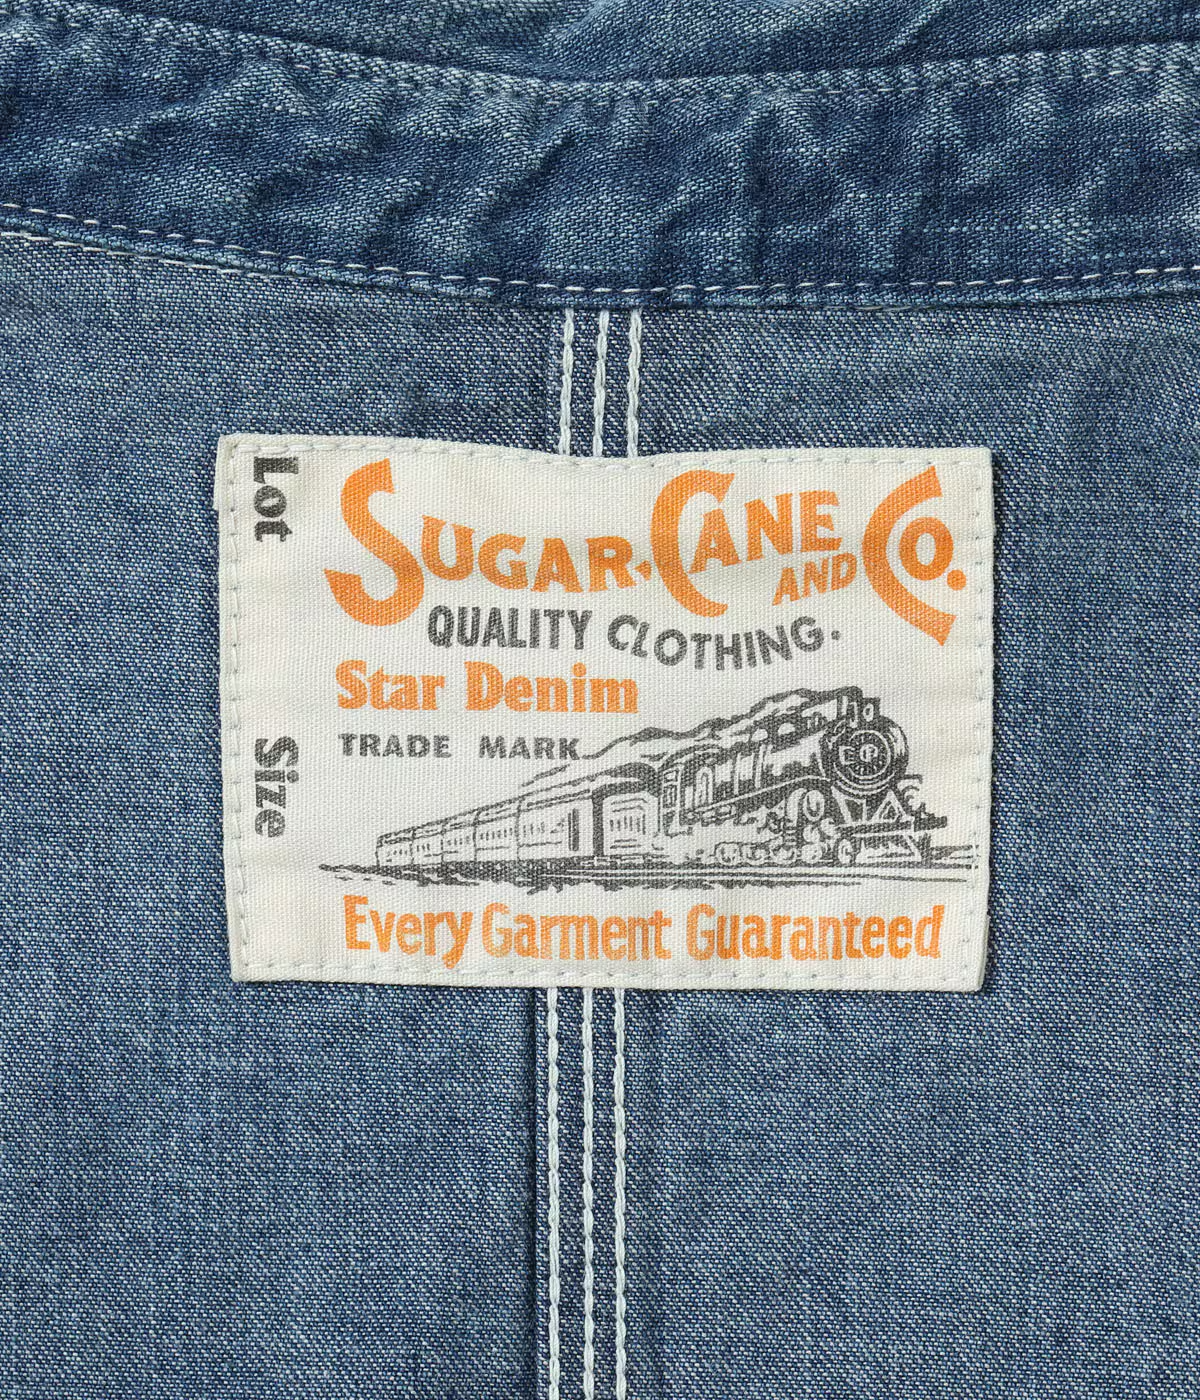 Lot
Size
SUGAR-CANE AND CO.
QUALITY CLOTHING.
Star Denim
TRADE MARK
Every Garment Guaranteed